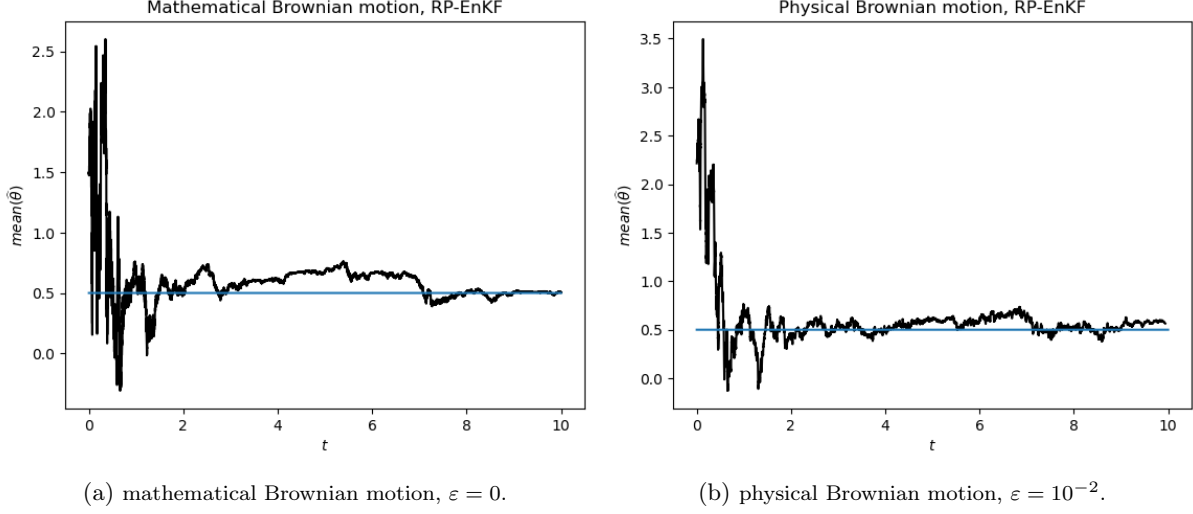 Mathematical Brownian motion, RP-EnKF
2.5
2.0
1.5
1.0
0.5
0.0
mean(θ̂)
0 2 4 6 8 10
t
(a) mathematical Brownian motion, ε = 0.
Physical Brownian motion, RP-EnKF
3.5
3.0
2.5
2.0
1.5
1.0
0.5
0.0
mean(θ̂)
0 2 4 6 8 10
t
(b) physical Brownian motion, ε = 10⁻².